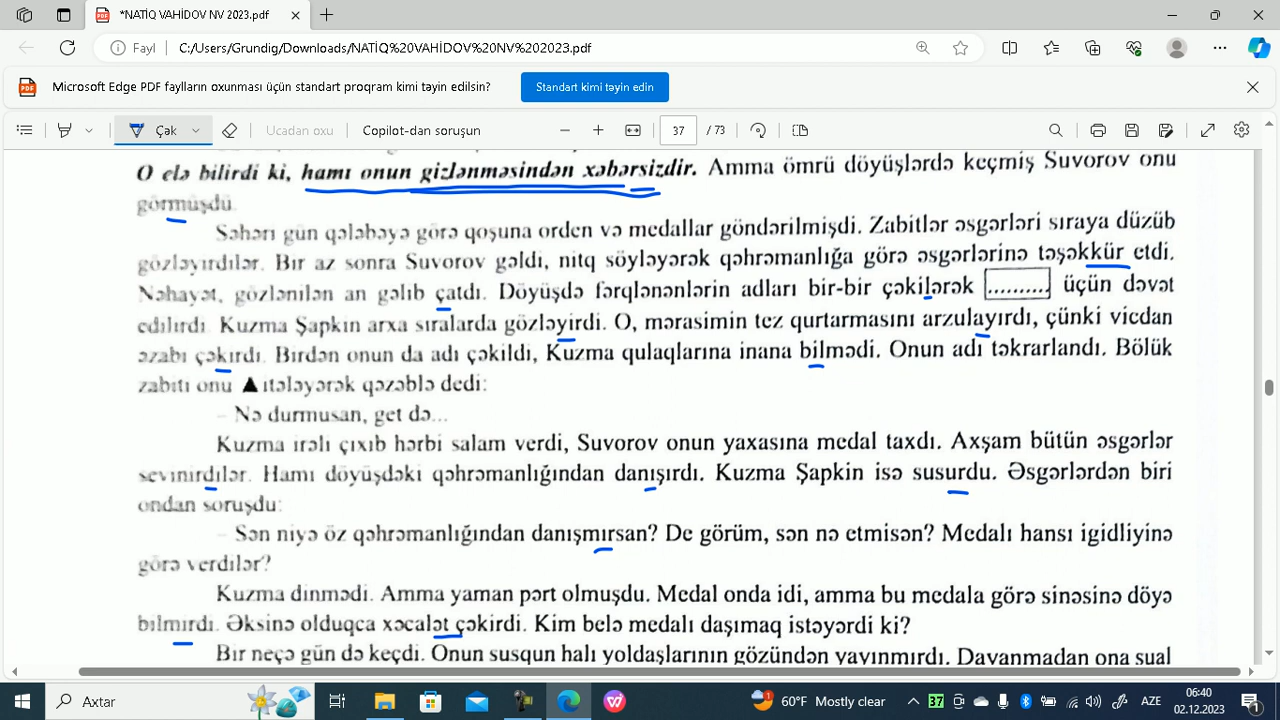 *NATİQ VAHİDOV NV 2023.pdf
Fayl C:/Users/Grundig/Downloads/NATİQ%20VAHİDOV%20NV%202023.pdf
Microsoft Edge PDF faylların oxunması üçün standart proqram kimi təyin edilsin? Standart kimi təyin edin
Çək Ucadan oxu Copilot-dan soruşun 37 / 73
O elə bilirdi ki, hamı onun gizlənməsindən xəbərsizdir. Amma ömrü döyüşlərdə keçmiş Suvorov onu
görmüşdü.
Səhəri gün qələbəyə görə qoşuna orden və medallar göndərilmişdi. Zabitlər əsgərləri sıraya düzüb
gözləyirdilər. Bir az sonra Suvorov gəldi, nitq söyləyərək qəhrəmanlığa görə əsgərlərinə təşəkkür etdi.
Nəhayət, gözlənilən an gəlib çatdı. Döyüşdə fərqlənənlərin adları bir-bir çəkilərək .......... üçün dəvət
edilirdi. Kuzma Şapkin arxa sıralarda gözləyirdi. O, mərasimin tez qurtarmasını arzulayırdı, çünki vicdan
əzabı çəkirdi. Birdən onun da adı çəkildi, Kuzma qulaqlarına inana bilmədi. Onun adı təkrarlandı. Bölük
zabiti onu ▲itələyərək qəzəblə dedi:
– Nə durmusan, get də...
Kuzma irəli çıxıb hərbi salam verdi, Suvorov onun yaxasına medal taxdı. Axşam bütün əsgərlər
sevinirdilər. Hamı döyüşdəki qəhrəmanlığından danışırdı. Kuzma Şapkin isə susurdu. Əsgərlərdən biri
ondan soruşdu:
– Sən niyə öz qəhrəmanlığından danışmırsan? De görüm, sən nə etmisən? Medalı hansı igidliyinə
görə verdilər?
Kuzma dinmədi. Amma yaman pərt olmuşdu. Medal onda idi, amma bu medala görə sinəsinə döyə
bilmirdi. Əksinə olduqca xəcalət çəkirdi. Kim belə medalı daşımaq istəyərdi ki?
Bir neçə gün də keçdi. Onun susqun halı yoldaşlarının gözündən yayınmırdı. Dayanmadan ona sual
Axtar 60°F Mostly clear 37 AZE 06:40
02.12.2023 1